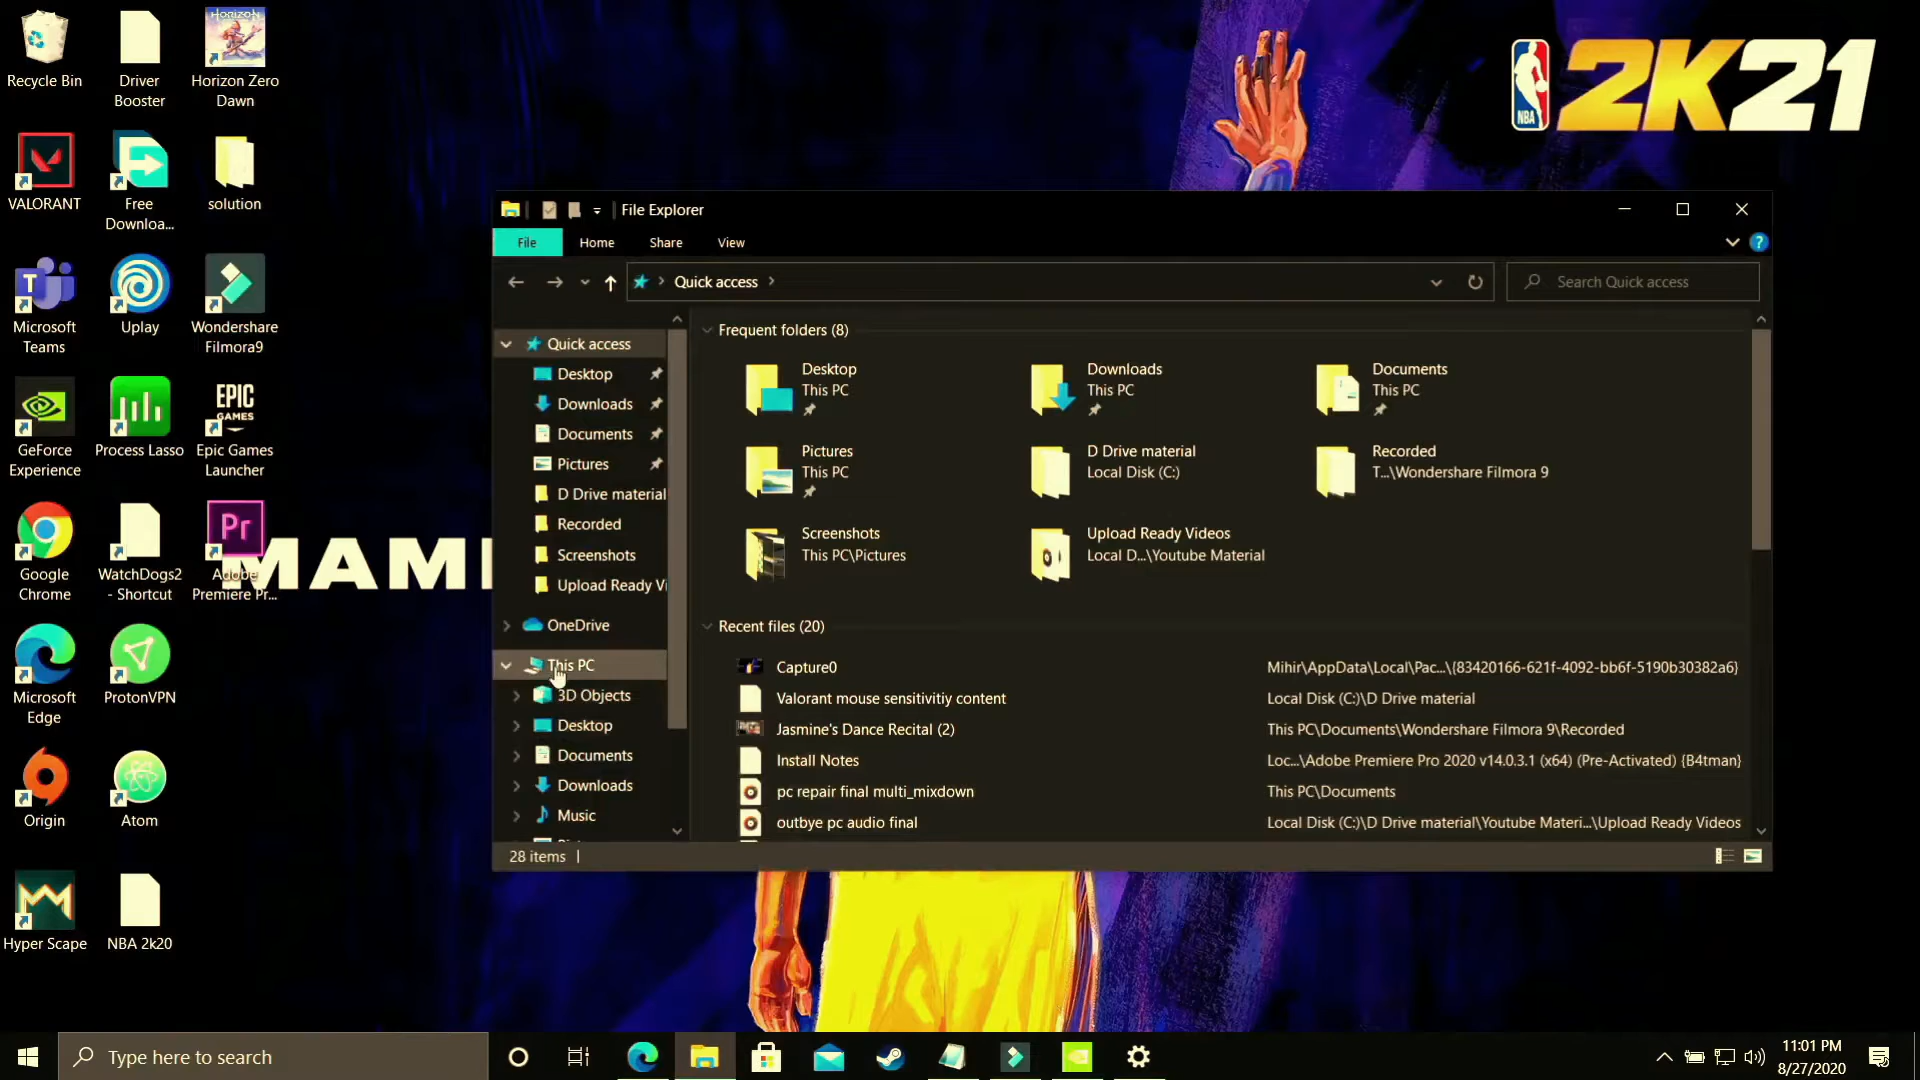 Recycle Bin
Driver
Booster
Horizon Zero
Dawn
VALORANT
Free
Downloa...
solution
Microsoft
Teams
Uplay
Wondershare
Filmora9
GeForce
Experience
Process Lasso
EPIC
GAMES
Epic Games
Launcher
Google
Chrome
WatchDogs2
- Shortcut
Pr
Adobe
Premiere Pr...
Microsoft
Edge
ProtonVPN
Origin
Atom
Hyper Scape
NBA 2k20
HORIZON
NBA 2K21
MAM
File Explorer
File
Home
Share
View
Quick access
Search Quick access
Quick access
Desktop
Downloads
Documents
Pictures
D Drive material
Recorded
Screenshots
Upload Ready Vi
OneDrive
This PC
3D Objects
Desktop
Documents
Downloads
Music
Frequent folders (8)
Desktop
This PC
Downloads
This PC
Documents
This PC
Pictures
This PC
D Drive material
Local Disk (C:)
Recorded
T...\Wondershare Filmora 9
Screenshots
This PC\Pictures
Upload Ready Videos
Local D...\Youtube Material
Recent files (20)
Capture0 Mihir\AppData\Local\Pac...\{83420166-621f-4092-bb6f-5190b30382a6}
Valorant mouse sensitivitiy content Local Disk (C:)\D Drive material
Jasmine's Dance Recital (2) This PC\Documents\Wondershare Filmora 9\Recorded
Install Notes Loc...\Adobe Premiere Pro 2020 v14.0.3.1 (x64) (Pre-Activated) {B4tman}
pc repair final multi_mixdown This PC\Documents
outbye pc audio final Local Disk (C:)\D Drive material\Youtube Materi...\Upload Ready Videos
28 items
Type here to search
11:01 PM
8/27/2020